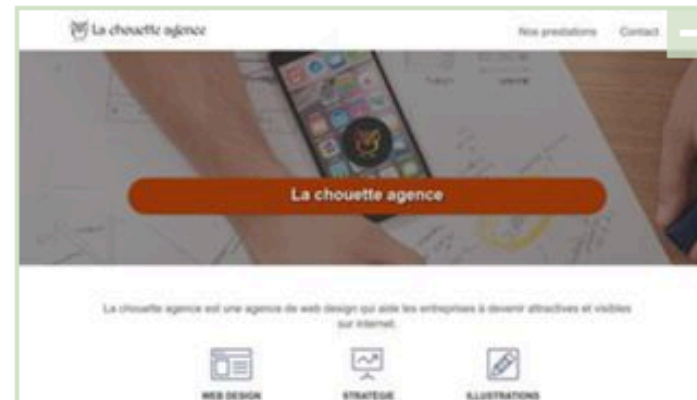 La chouette agence
Nos prestations
Contact
La chouette agence
La chouette agence est une agence de web design qui aide les entreprises à devenir attractives et visibles
sur internet.
WEB DESIGN
STRATÉGIE
ILLUSTRATIONS